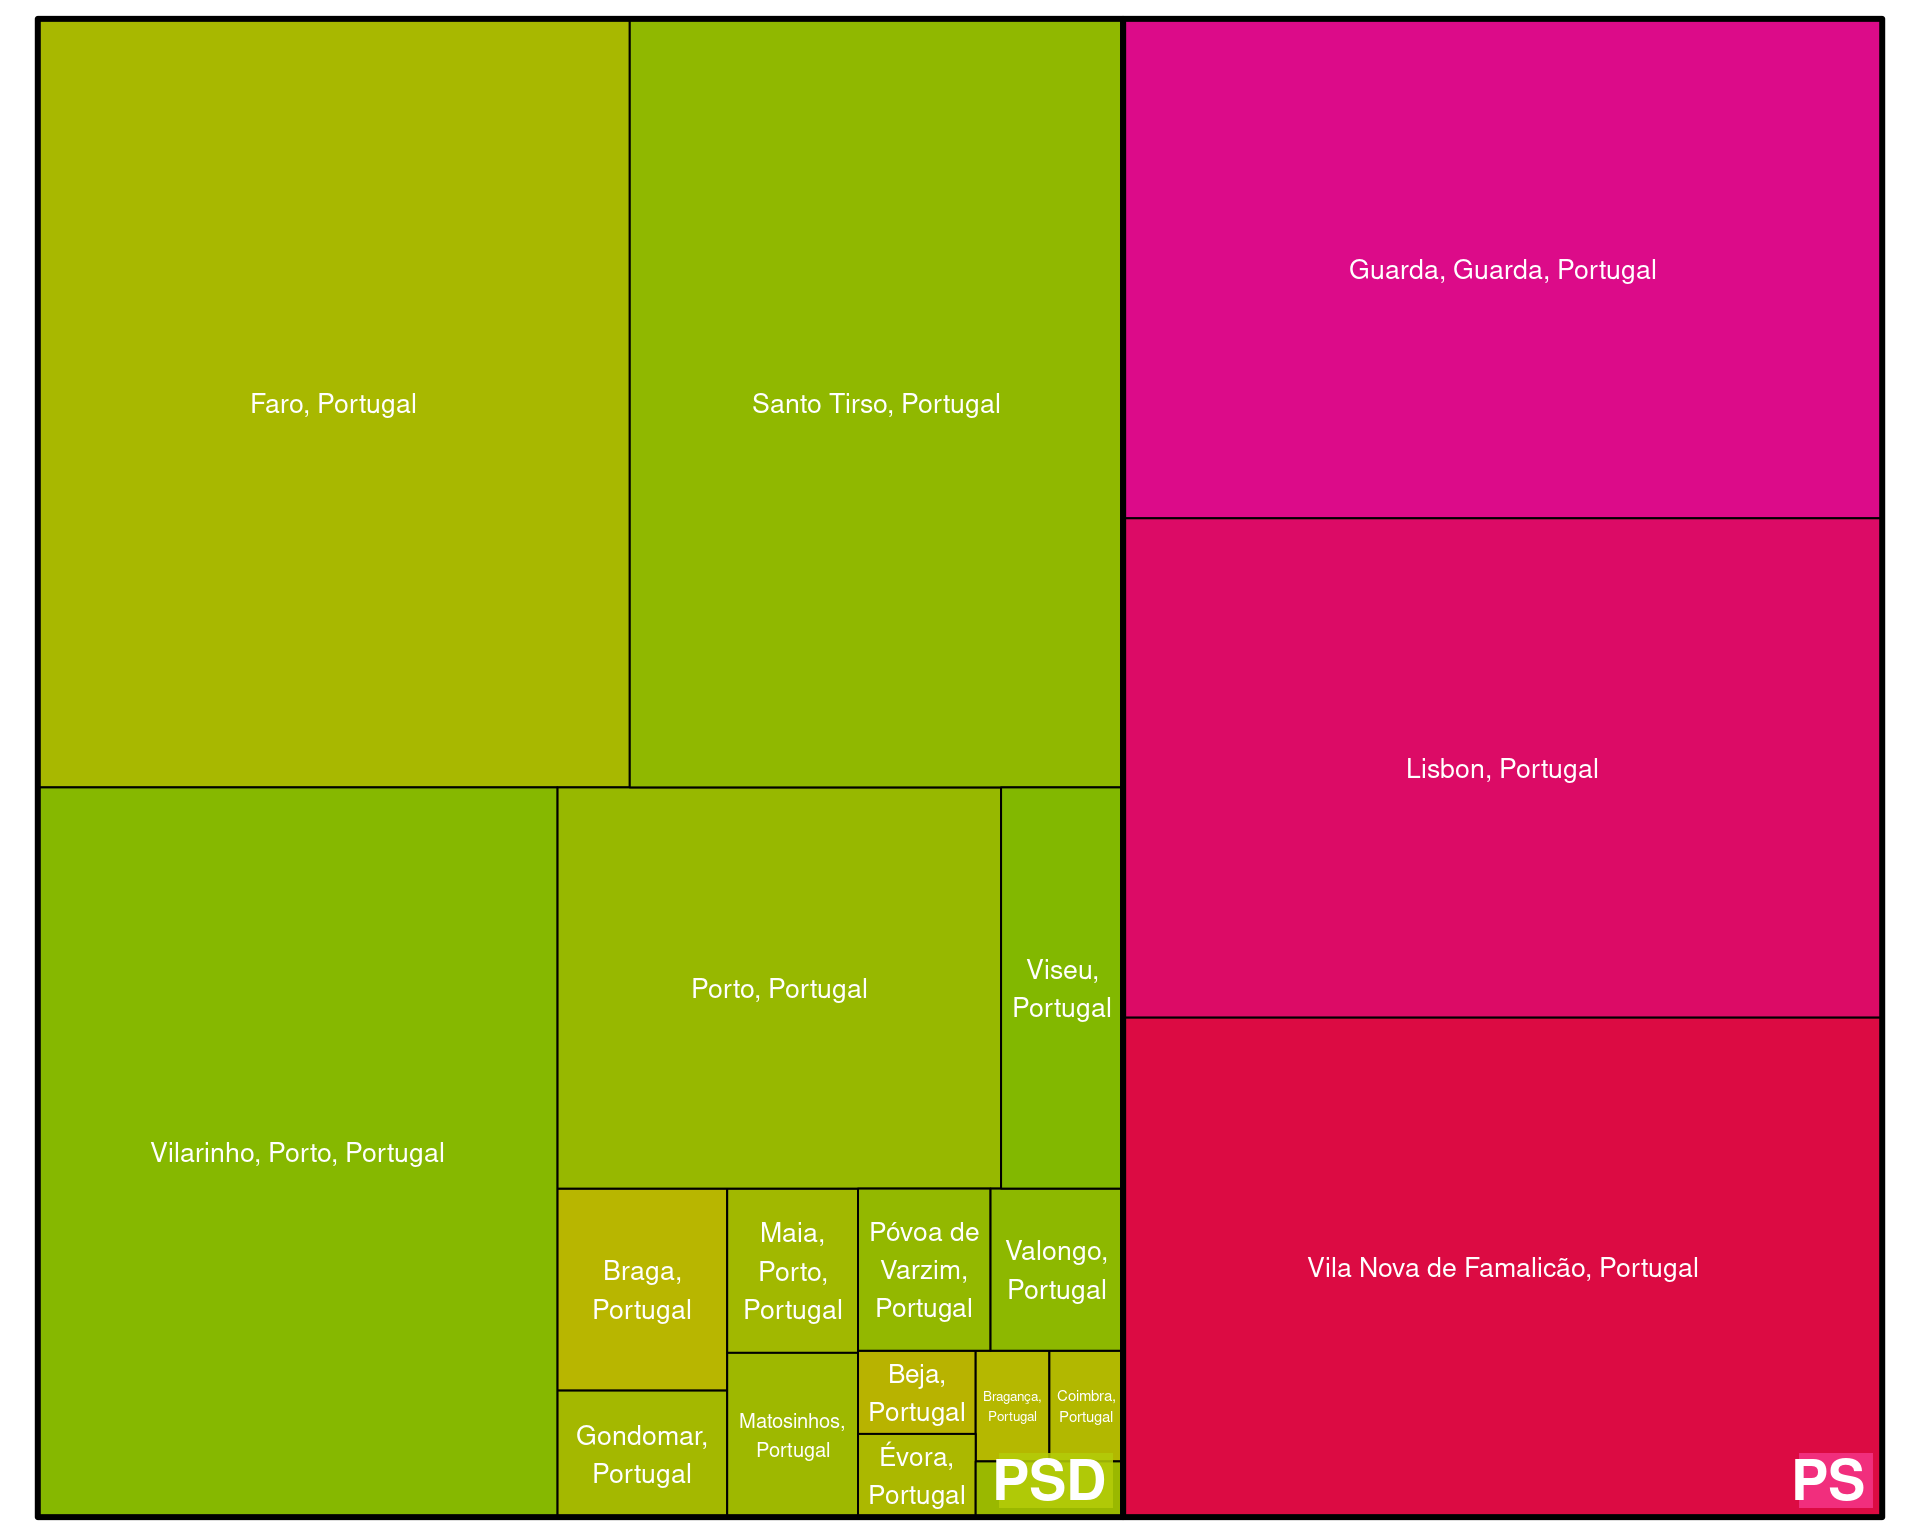 Faro, Portugal
Santo Tirso, Portugal
Guarda, Guarda, Portugal
Lisbon, Portugal
Vilarinho, Porto, Portugal
Porto, Portugal
Viseu,
Portugal
Braga,
Portugal
Maia,
Porto,
Portugal
Póvoa de
Varzim,
Portugal
Valongo,
Portugal
Gondomar,
Portugal
Matosinhos,
Portugal
Beja,
Portugal
Bragança,
Portugal
Coimbra,
Portugal
Évora,
Portugal
PSD
Vila Nova de Famalicão, Portugal
PS